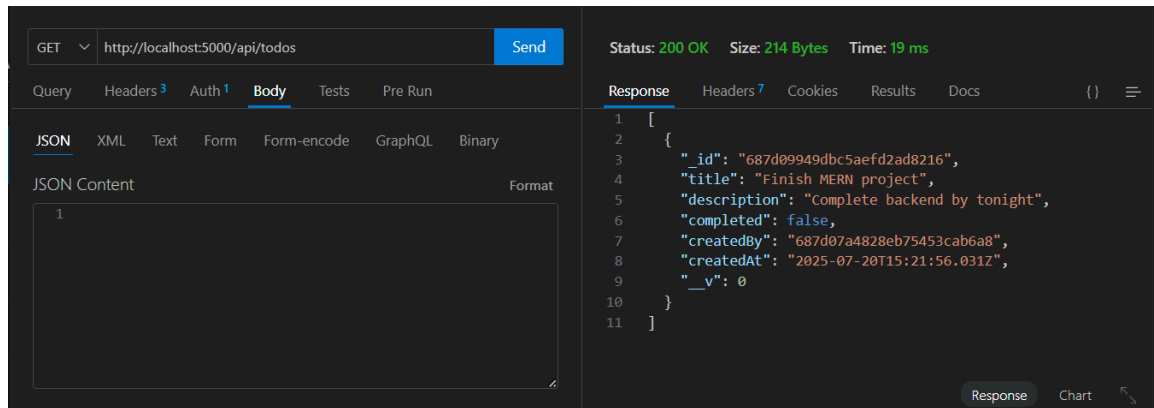 GET http://localhost:5000/api/todos Send
Query Headers 3 Auth 1 Body Tests Pre Run
JSON XML Text Form Form-encode GraphQL Binary
JSON Content Format
1
Status: 200 OK Size: 214 Bytes Time: 19 ms
Response Headers 7 Cookies Results Docs {}
1 [
2 {
3 "_id": "687d09949dbc5aefd2ad8216",
4 "title": "Finish MERN project",
5 "description": "Complete backend by tonight",
6 "completed": false,
7 "createdBy": "687d07a4828eb75453cab6a8",
8 "createdAt": "2025-07-20T15:21:56.031Z",
9 "__v": 0
10 }
11 ]
Response Chart